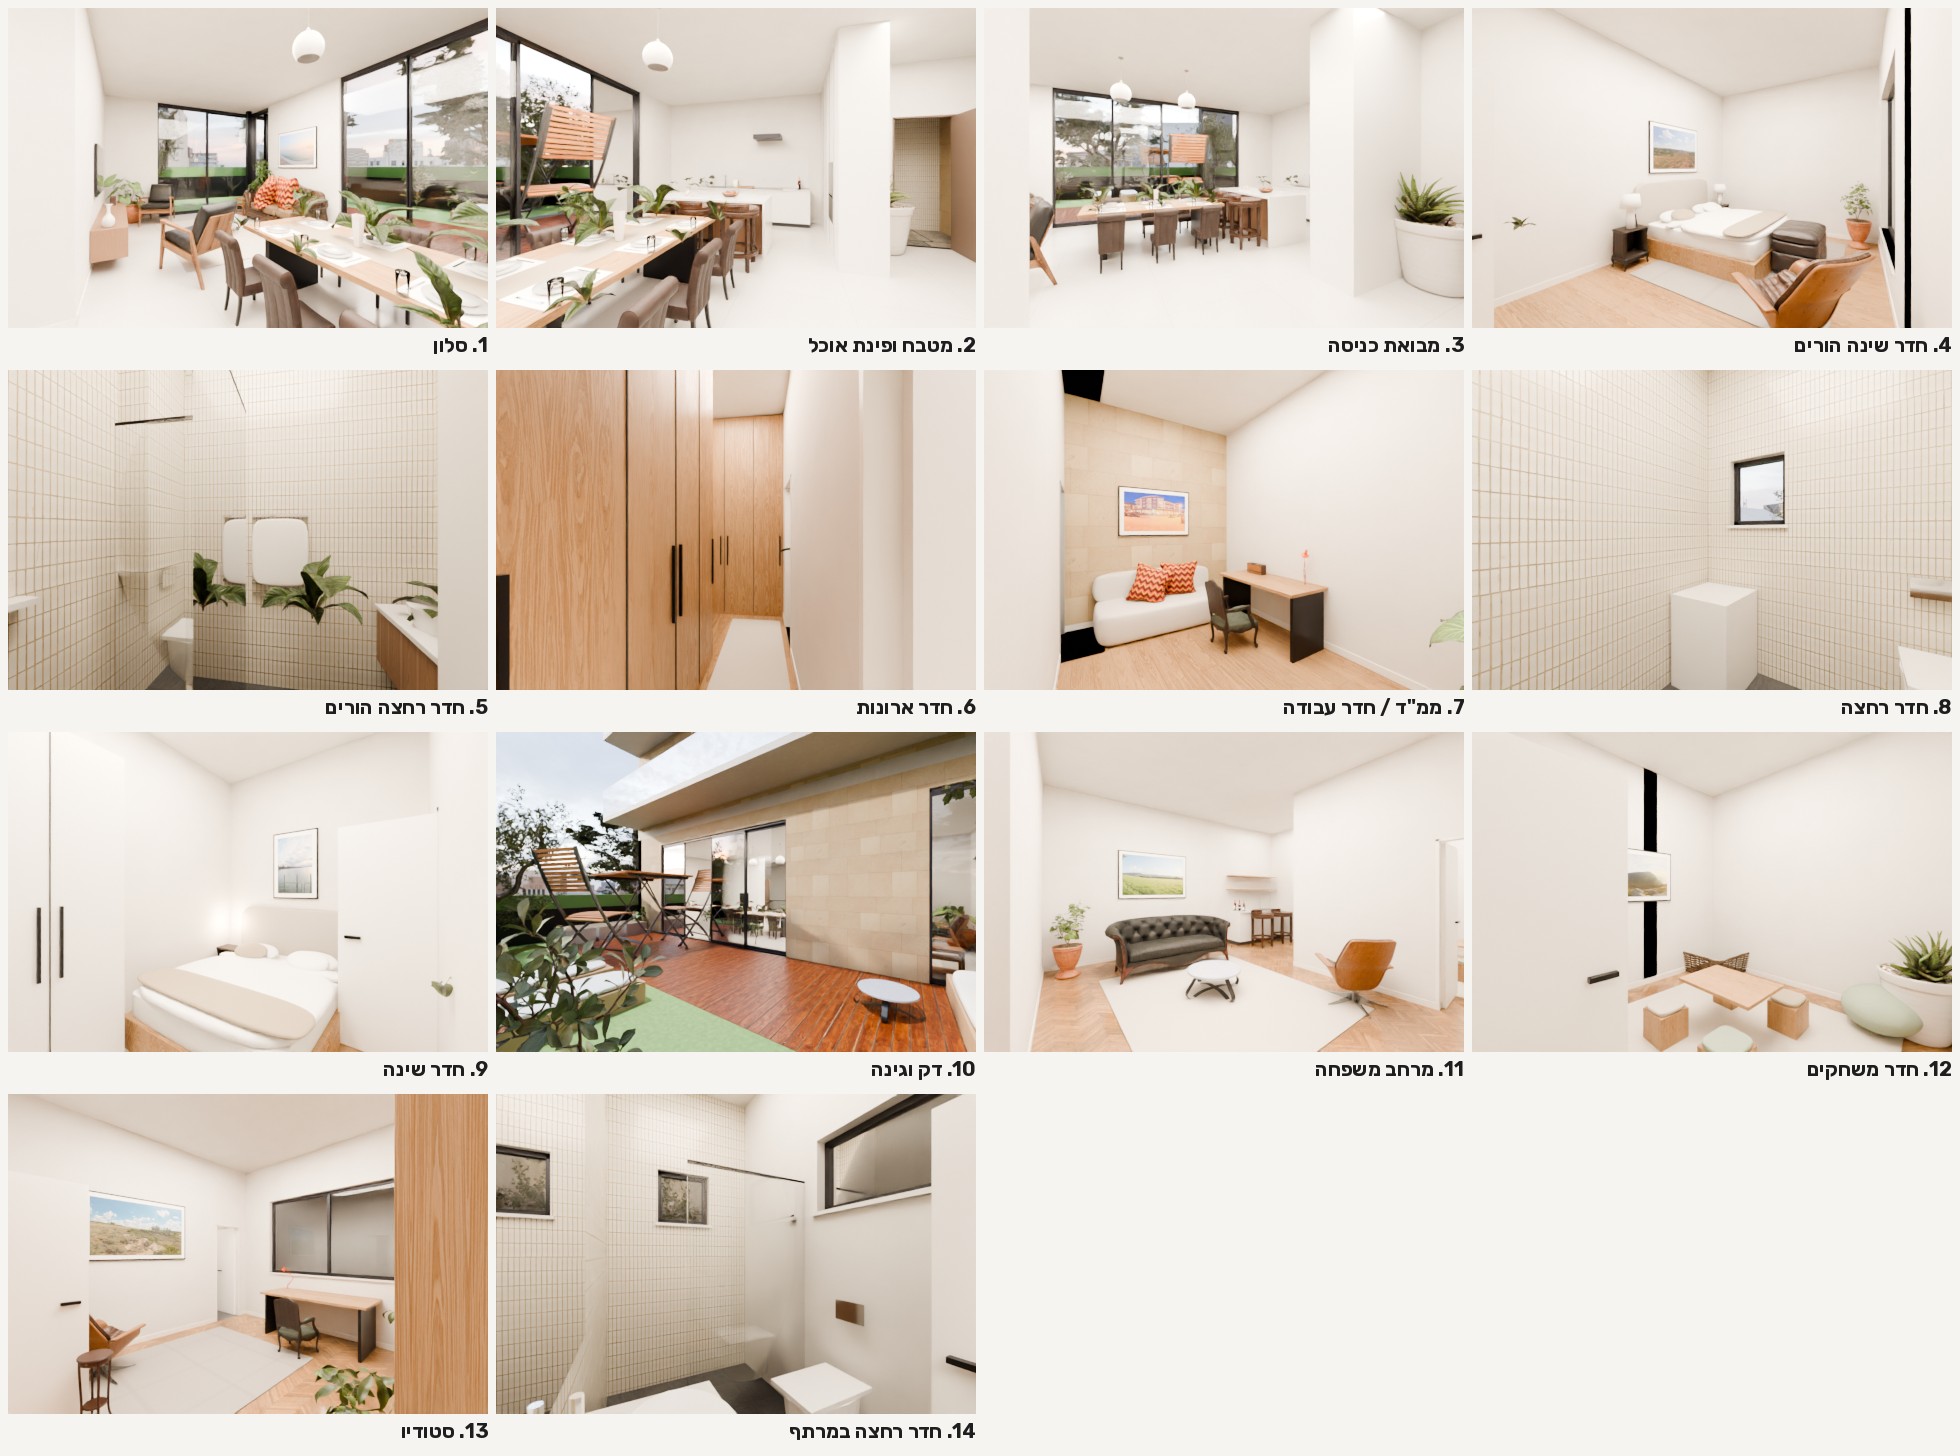 1. סלון
2. מטבח ופינת אוכל
3. מבואת כניסה
4. חדר שינה הורים
5. חדר רחצה הורים
6. חדר ארונות
7. ממ"ד / חדר עבודה
8. חדר רחצה
9. חדר שינה
10. דק וגינה
11. מרחב משפחה
12. חדר משחקים
13. סטודיו
14. חדר רחצה במרתף